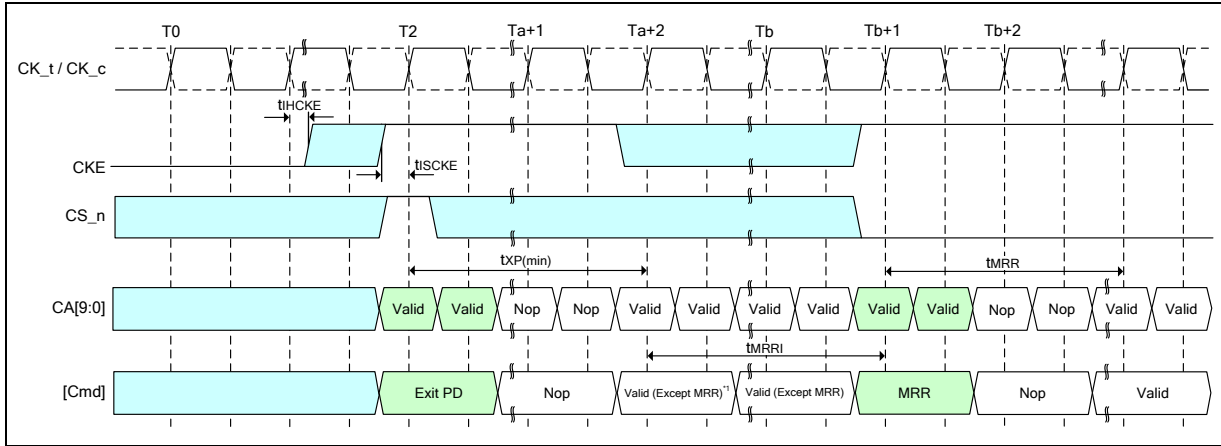 T0 T2 Ta+1 Ta+2 Tb Tb+1 Tb+2
CK_t / CK_c
tIHCKE
CKE
tISCKE
CS_n
tXP(min) tMRR
CA[9:0] Valid Valid Nop Nop Valid Valid Valid Valid Valid Valid Nop Nop Valid Valid
tMRRI
[Cmd] Exit PD Nop Valid (Except MRR)*1 Valid (Except MRR) MRR Nop Valid